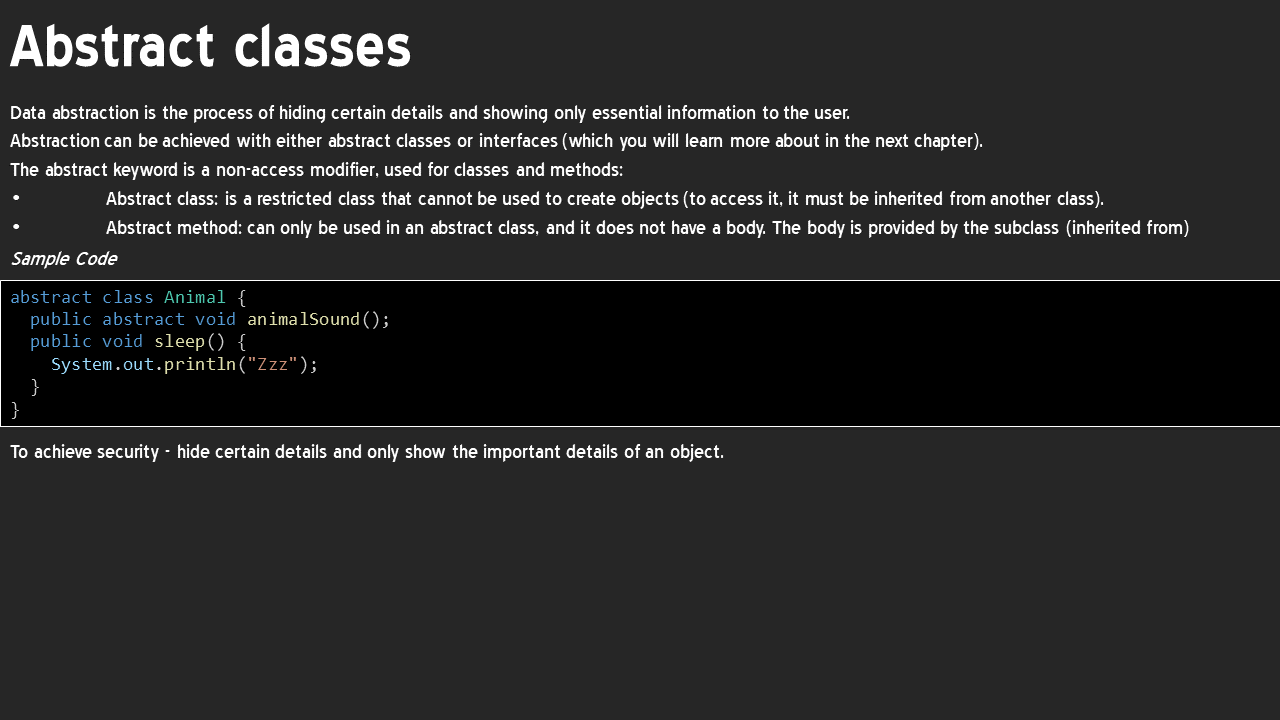 Abstract classes
Data abstraction is the process of hiding certain details and showing only essential information to the user.
Abstraction can be achieved with either abstract classes or interfaces (which you will learn more about in the next chapter).
The abstract keyword is a non-access modifier, used for classes and methods:
• Abstract class: is a restricted class that cannot be used to create objects (to access it, it must be inherited from another class).
• Abstract method: can only be used in an abstract class, and it does not have a body. The body is provided by the subclass (inherited from)
Sample Code
abstract class Animal {
  public abstract void animalSound();
  public void sleep() {
    System.out.println("Zzz");
  }
}
To achieve security - hide certain details and only show the important details of an object.